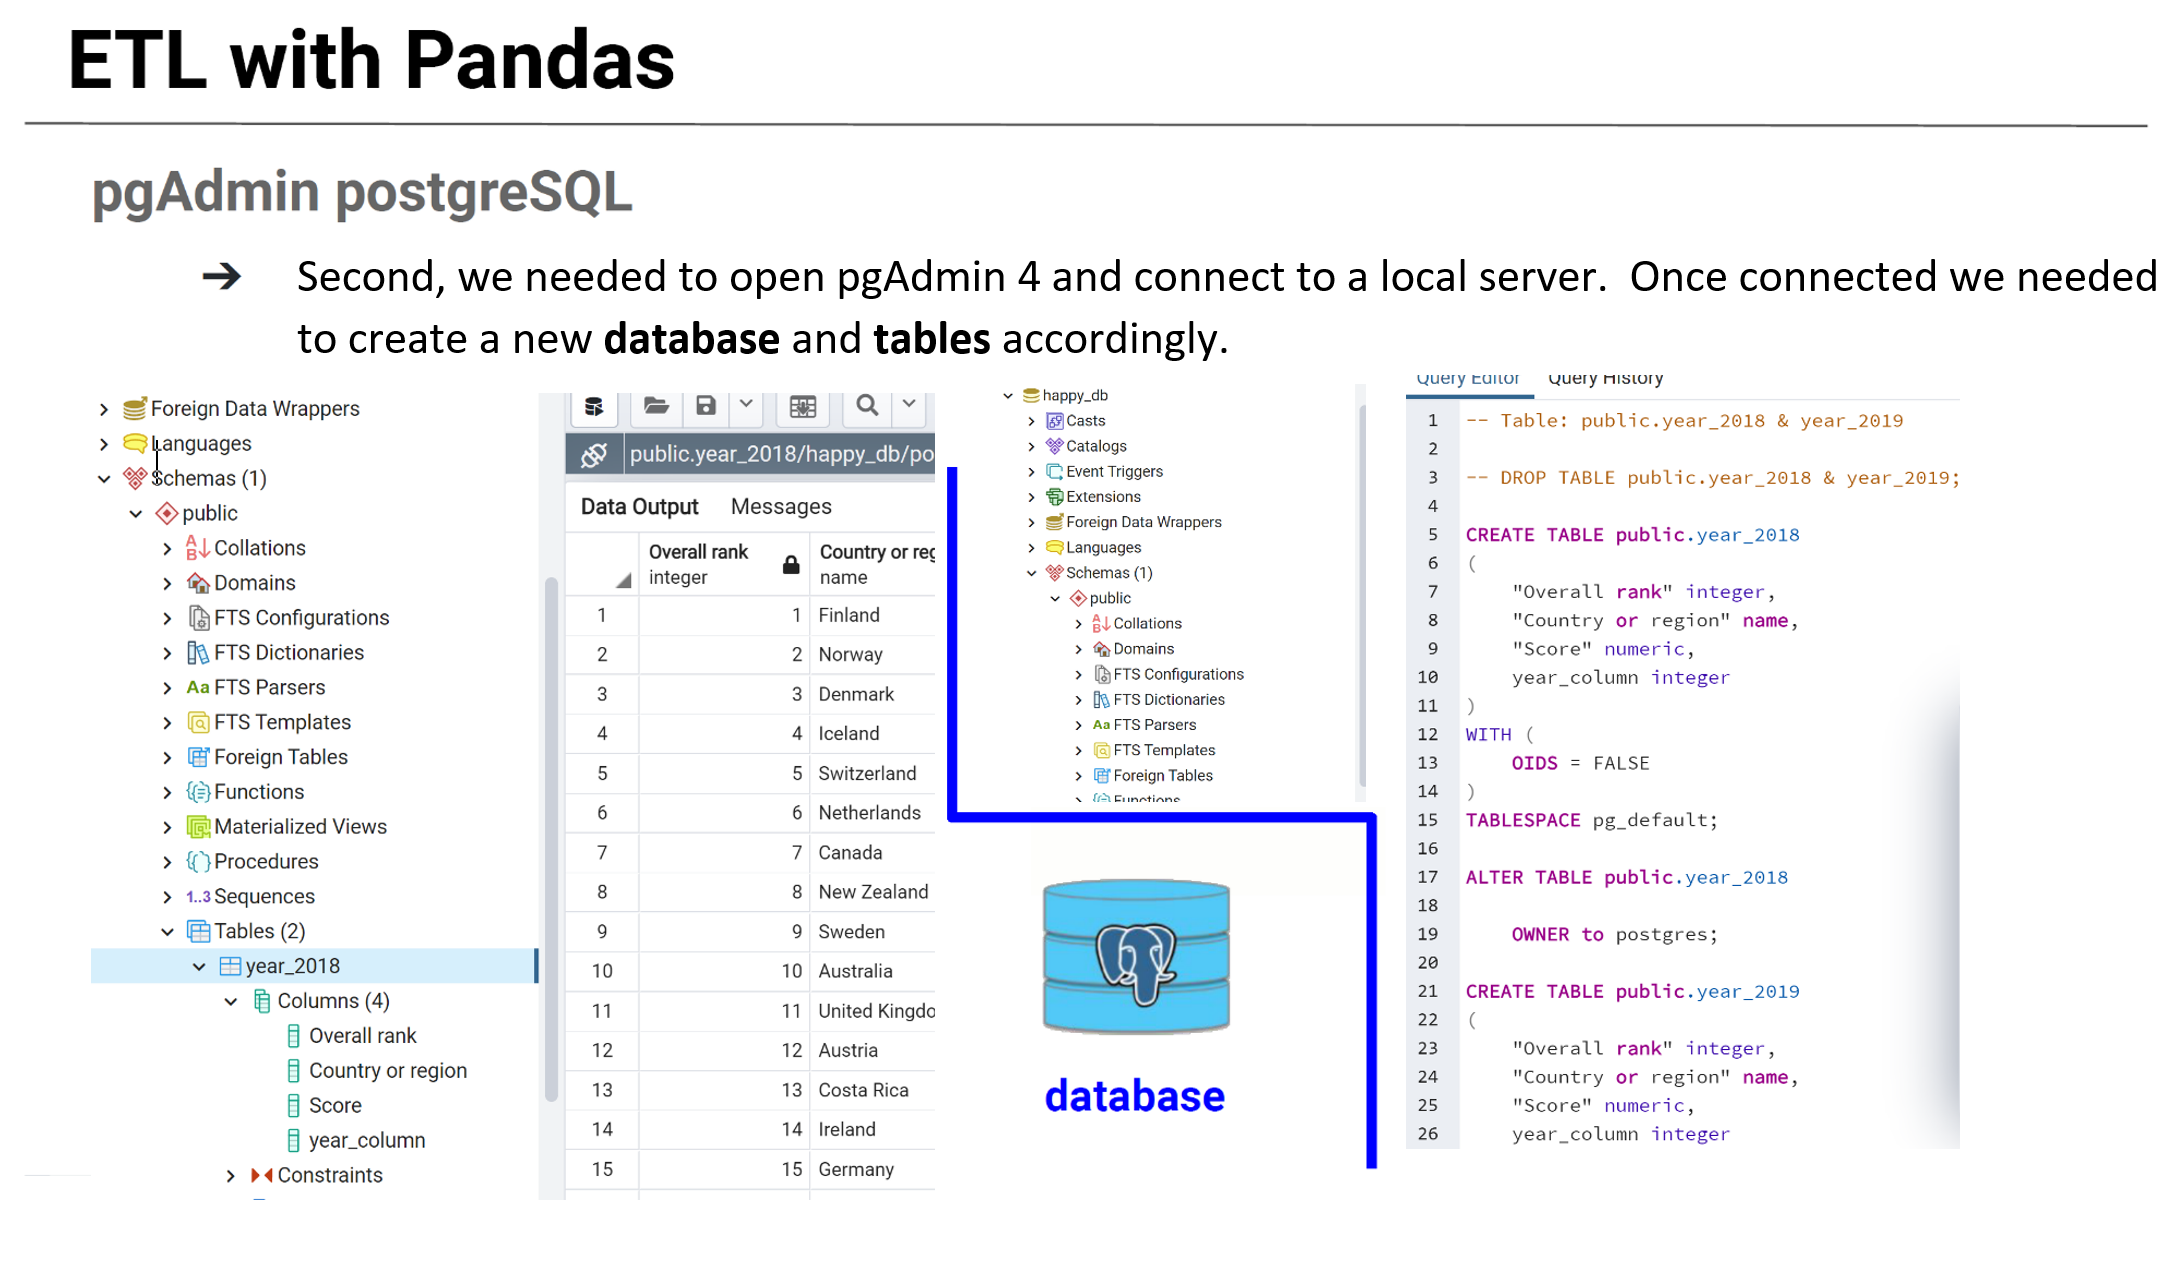 ETL with Pandas
pgAdmin postgreSQL
➔ Second, we needed to open pgAdmin 4 and connect to a local server.  Once connected we needed
to create a new database and tables accordingly.
Foreign Data Wrappers
Languages
Schemas (1)
public
Collations
Domains
FTS Configurations
FTS Dictionaries
Aa FTS Parsers
FTS Templates
Foreign Tables
Functions
Materialized Views
Procedures
1..3 Sequences
Tables (2)
year_2018
Columns (4)
Overall rank
Country or region
Score
year_column
Constraints
public.year_2018/happy_db/po
Data Output Messages
Overall rank Country or reg
integer name
1 1 Finland
2 2 Norway
3 3 Denmark
4 4 Iceland
5 5 Switzerland
6 6 Netherlands
7 7 Canada
8 8 New Zealand
9 9 Sweden
10 10 Australia
11 11 United Kingdo
12 12 Austria
13 13 Costa Rica
14 14 Ireland
15 15 Germany
happy_db
Casts
Catalogs
Event Triggers
Extensions
Foreign Data Wrappers
Languages
Schemas (1)
public
Collations
Domains
FTS Configurations
FTS Dictionaries
Aa FTS Parsers
FTS Templates
Foreign Tables
Functions
database
Query Editor Query History
1 -- Table: public.year_2018 & year_2019
2
3 -- DROP TABLE public.year_2018 & year_2019;
4
5 CREATE TABLE public.year_2018
6 (
7 "Overall rank" integer,
8 "Country or region" name,
9 "Score" numeric,
10 year_column integer
11 )
12 WITH (
13 OIDS = FALSE
14 )
15 TABLESPACE pg_default;
16
17 ALTER TABLE public.year_2018
18
19 OWNER to postgres;
20
21 CREATE TABLE public.year_2019
22 (
23 "Overall rank" integer,
24 "Country or region" name,
25 "Score" numeric,
26 year_column integer